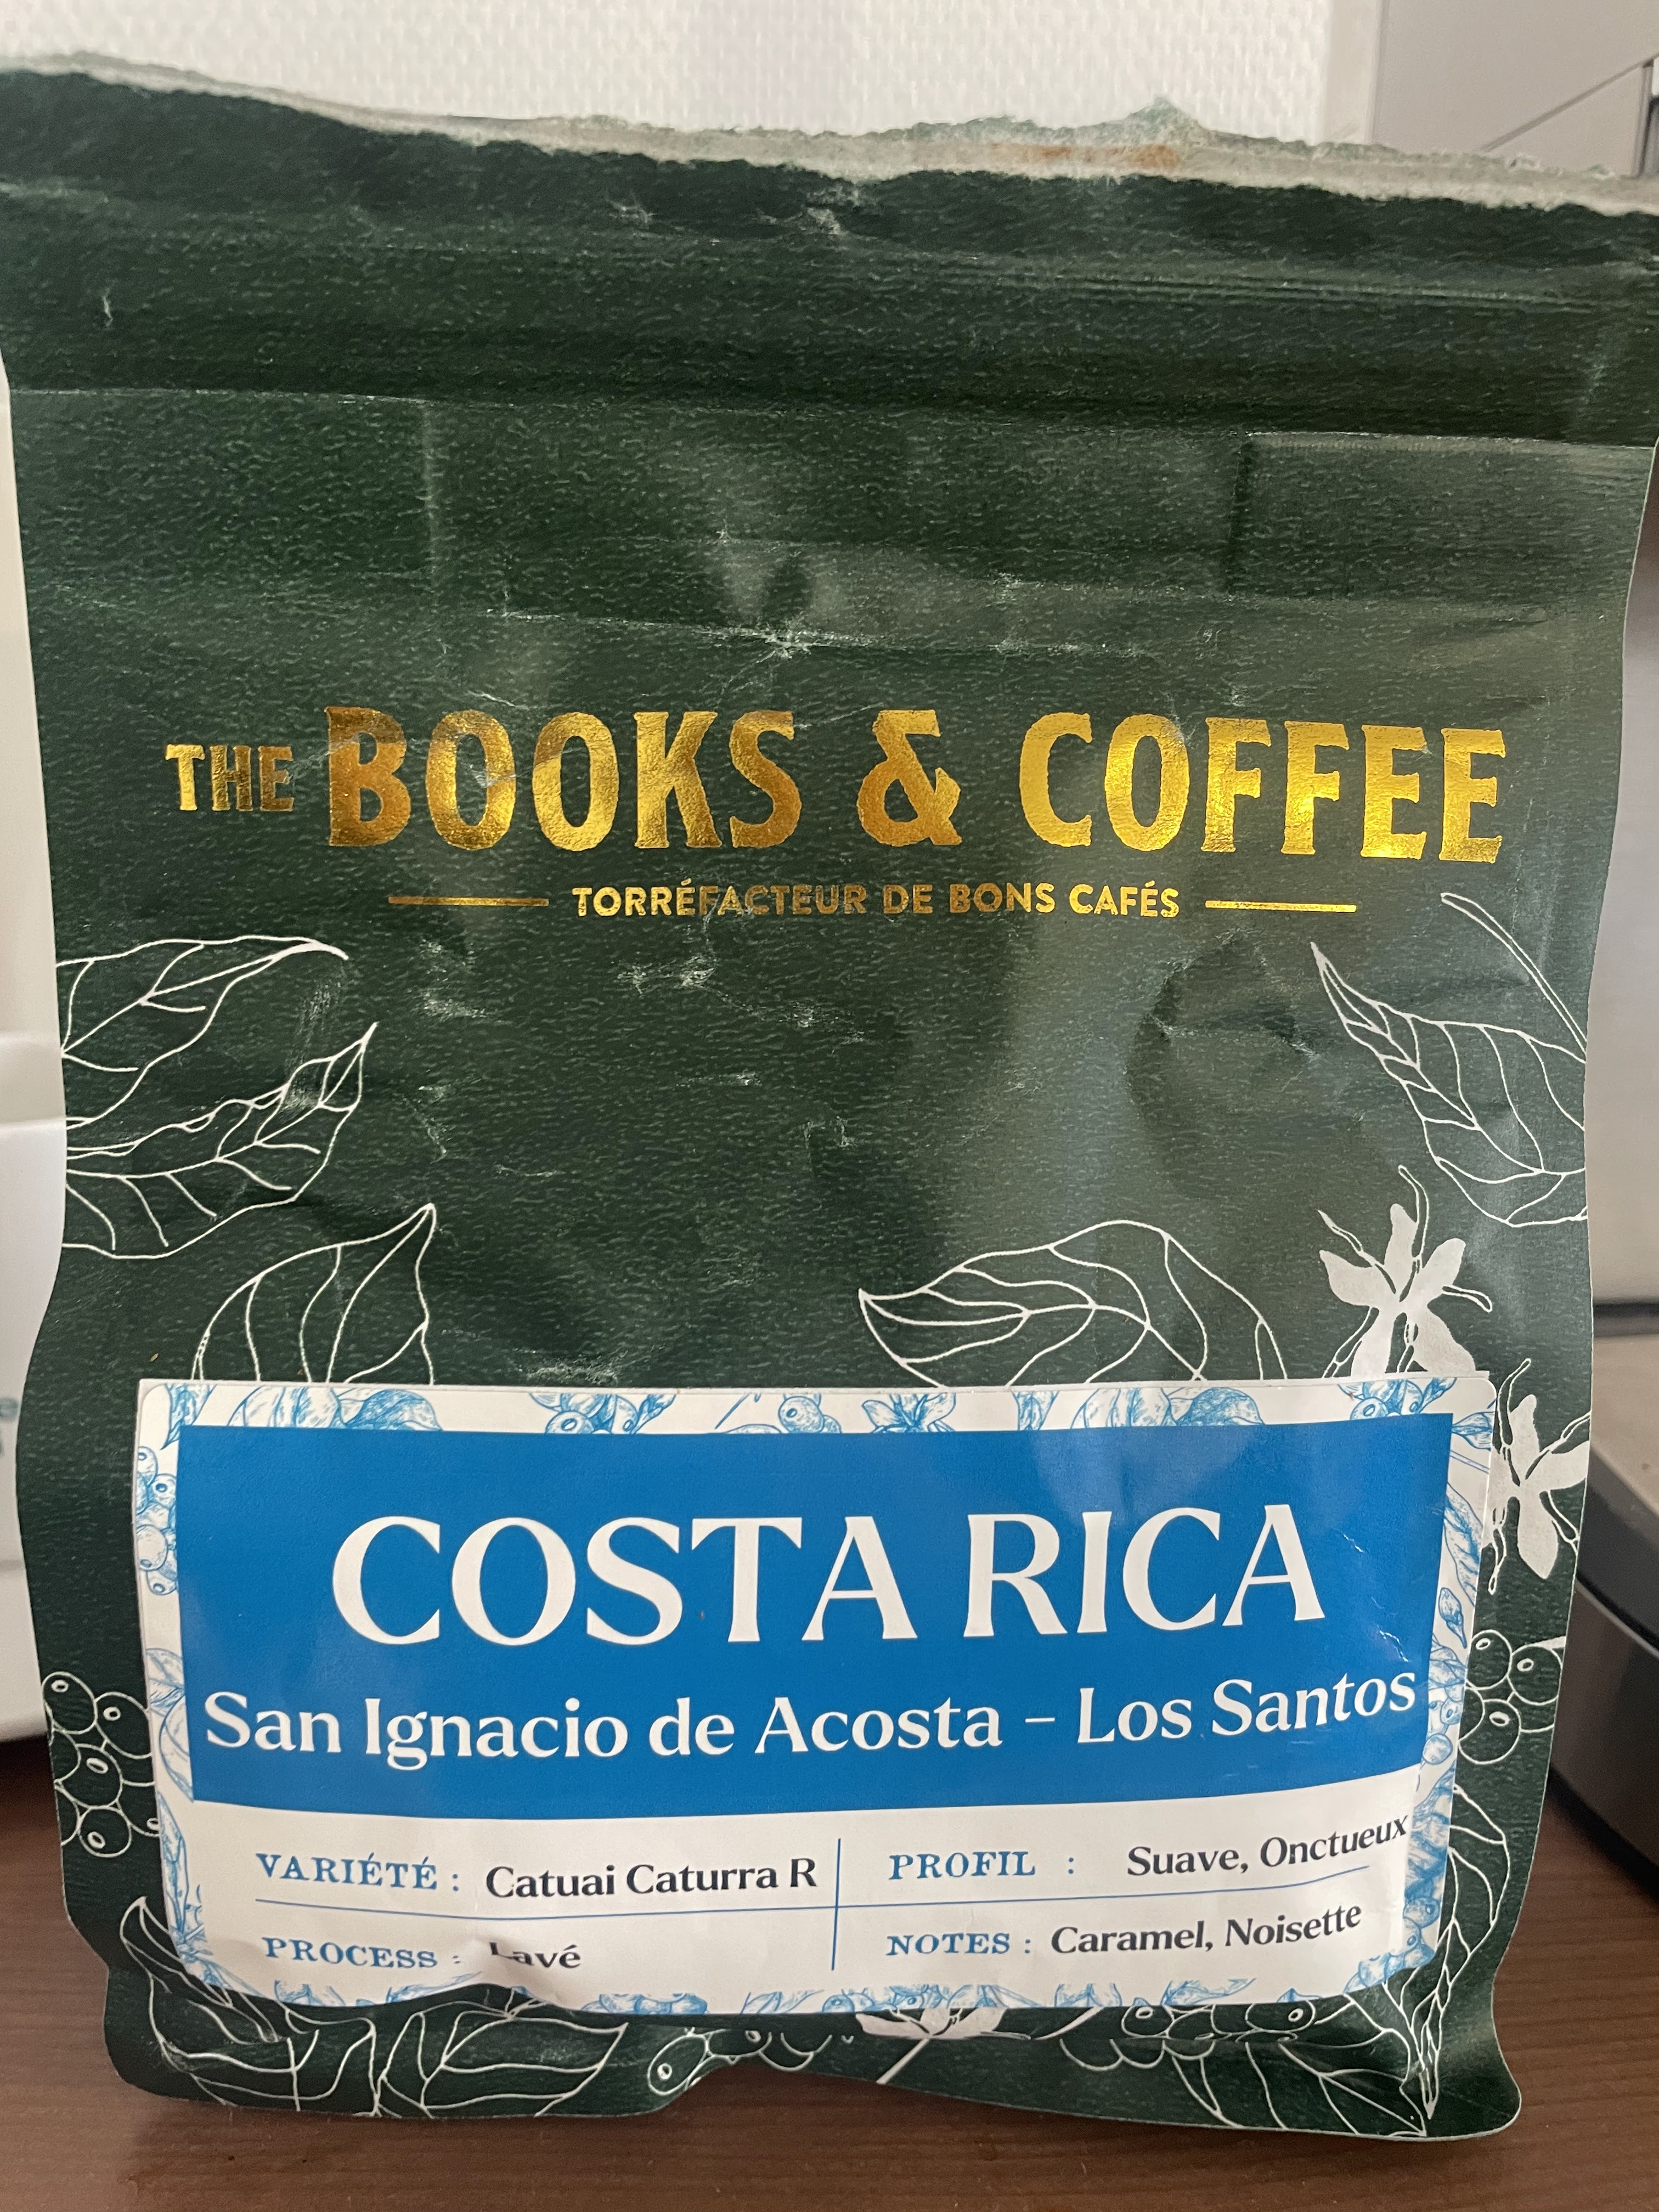 THE BOOKS & COFFEE
TORRÉFACTEUR DE BONS CAFÉS
COSTA RICA
San Ignacio de Acosta – Los Santos
VARIÉTÉ : Catuai Caturra R
PROCESS : Lavé
PROFIL : Suave, Onctueux
NOTES : Caramel, Noisette